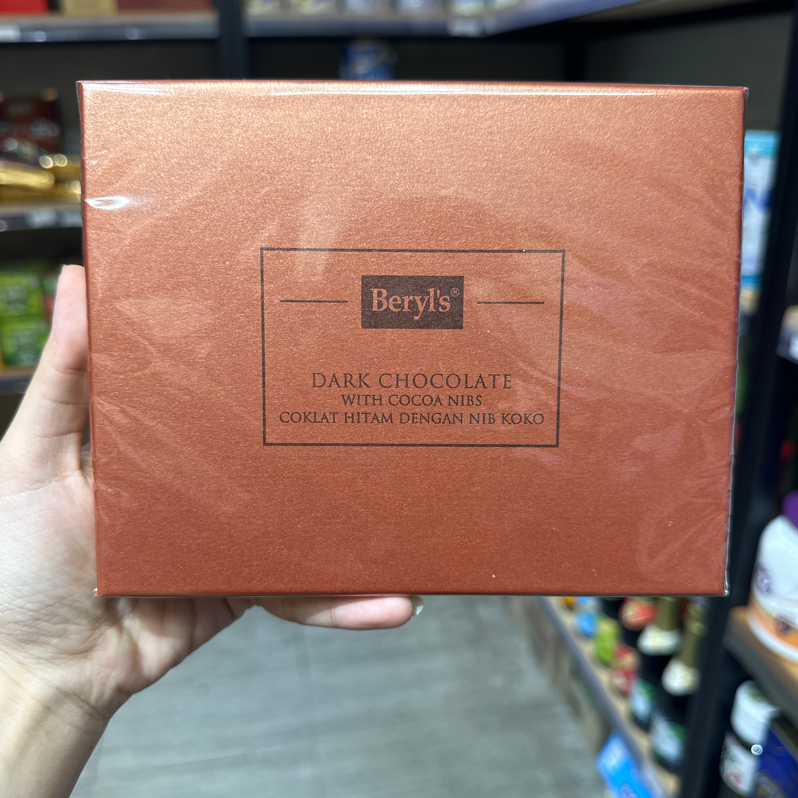 Beryl's®
DARK CHOCOLATE
WITH COCOA NIBS
COKLAT HITAM DENGAN NIB KOKO